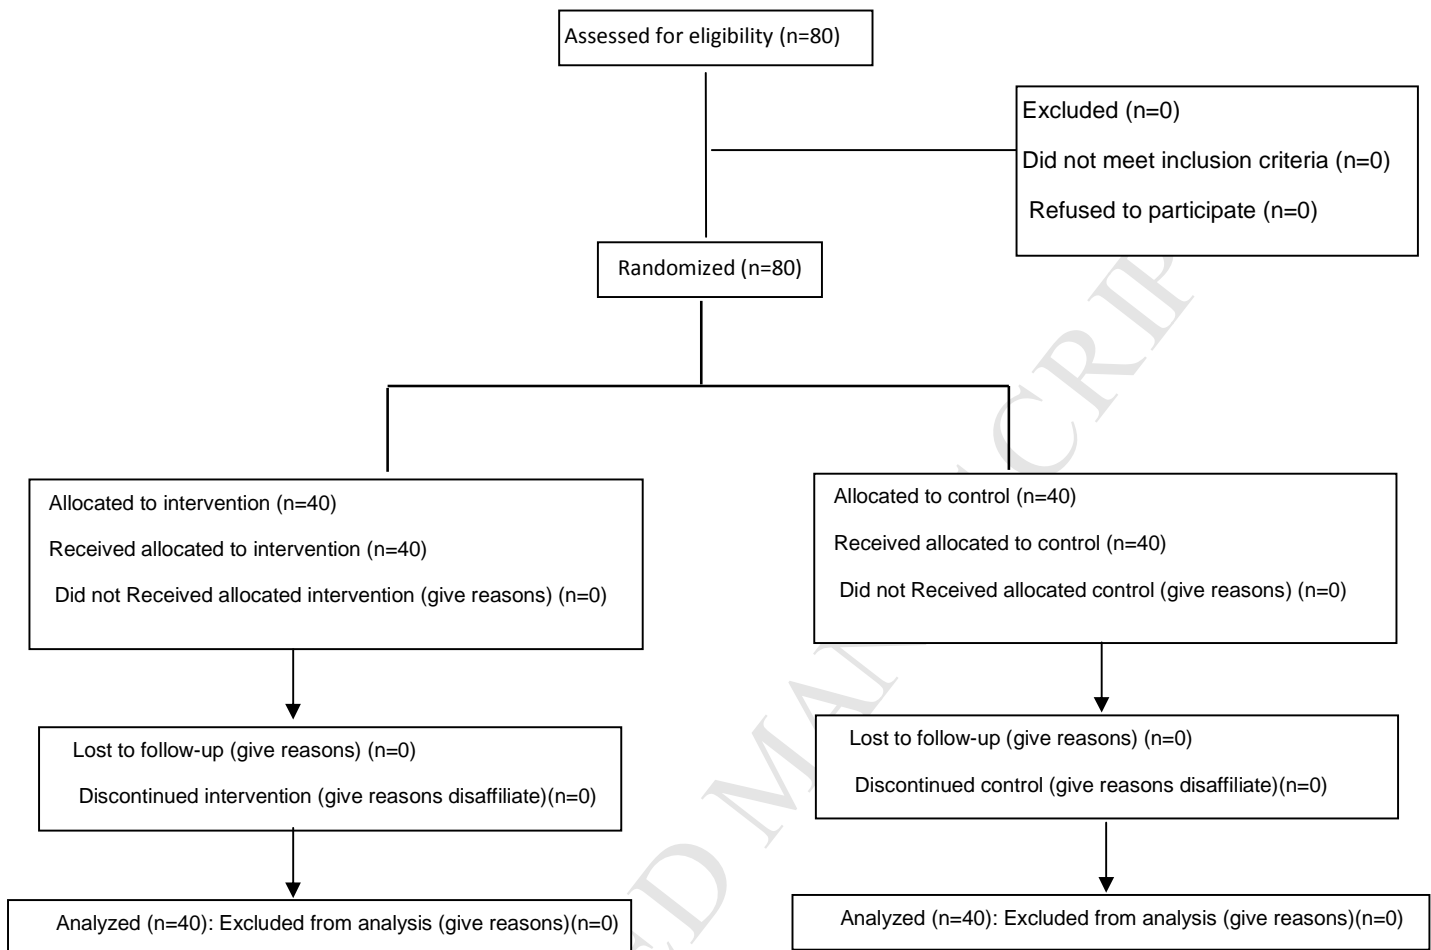 Assessed for eligibility (n=80)
Excluded (n=0)
Did not meet inclusion criteria (n=0)
Refused to participate (n=0)
Randomized (n=80)
Allocated to intervention (n=40)
Received allocated to intervention (n=40)
Did not Received allocated intervention (give reasons) (n=0)
Allocated to control (n=40)
Received allocated to control (n=40)
Did not Received allocated control (give reasons) (n=0)
Lost to follow-up (give reasons) (n=0)
Discontinued intervention (give reasons disaffiliate)(n=0)
Lost to follow-up (give reasons) (n=0)
Discontinued control (give reasons disaffiliate)(n=0)
Analyzed (n=40): Excluded from analysis (give reasons)(n=0)
Analyzed (n=40): Excluded from analysis (give reasons)(n=0)